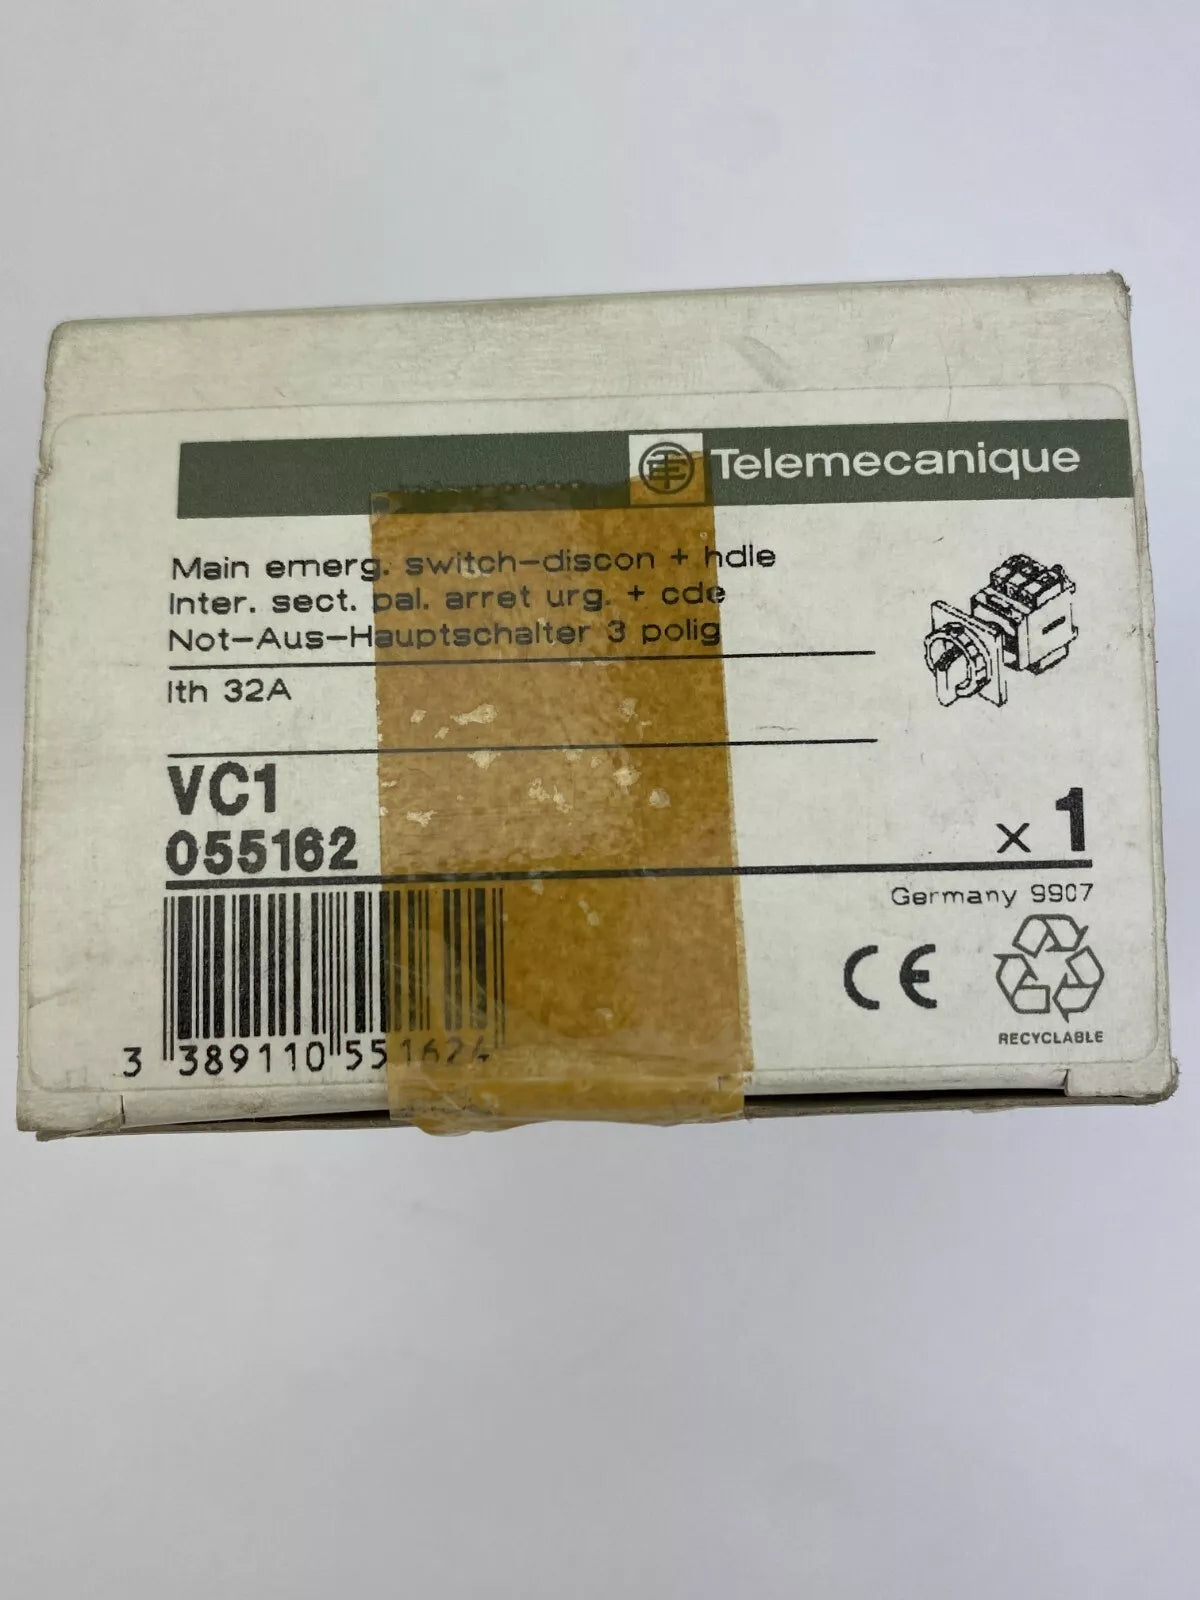 Telemecanique
Main emerg. switch-discon + hdle
Inter. sect. pal. arret urg. + cde
Not-Aus-Hauptschalter 3 polig
Ith 32A
VC1
055162
x 1
Germany 9907
CE
RECYCLABLE
3 389110 551624